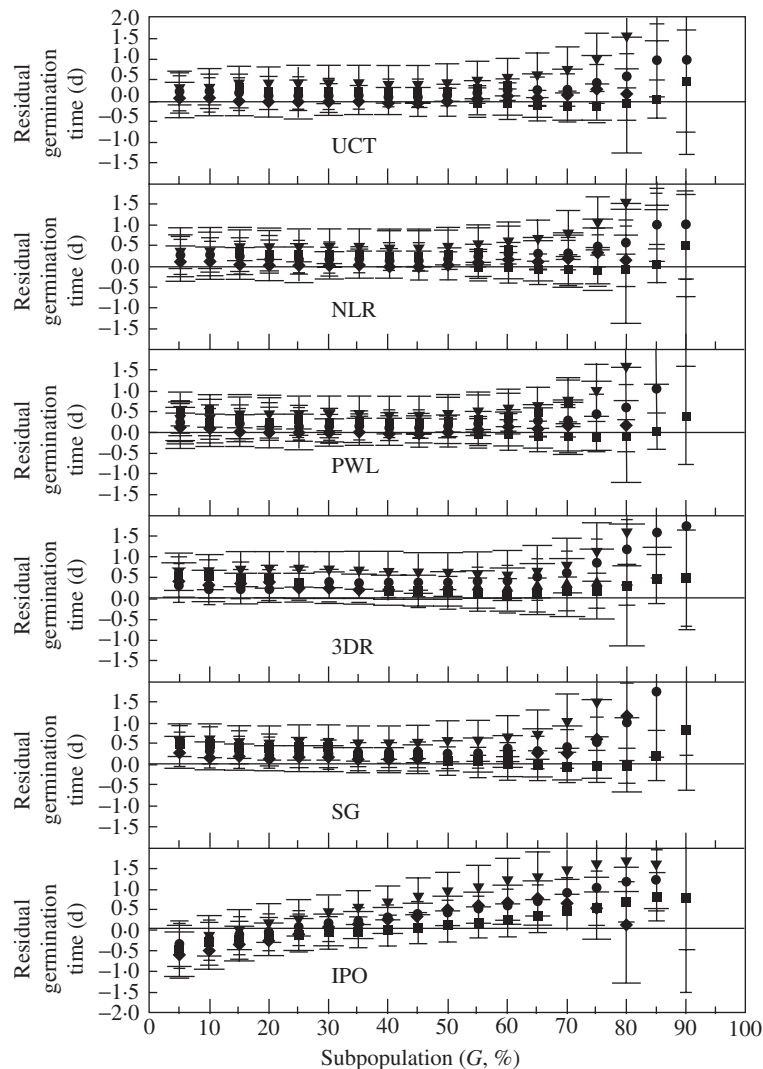 Residual
germination
time (d)
2·0
1·5
1·0
0·5
0·0
−0·5
−1·0
−1·5
UCT
Residual
germination
time (d)
1·5
1·0
0·5
0·0
−0·5
−1·0
−1·5
NLR
Residual
germination
time (d)
1·5
1·0
0·5
0·0
−0·5
−1·0
−1·5
PWL
Residual
germination
time (d)
1·5
1·0
0·5
0·0
−0·5
−1·0
−1·5
3DR
Residual
germination
time (d)
1·5
1·0
0·5
0·0
−0·5
−1·0
−1·5
SG
Residual
germination
time (d)
1·5
1·0
0·5
0·0
−0·5
−1·0
−1·5
−2·0
IPO
0 10 20 30 40 50 60 70 80 90 100
Subpopulation (G, %)